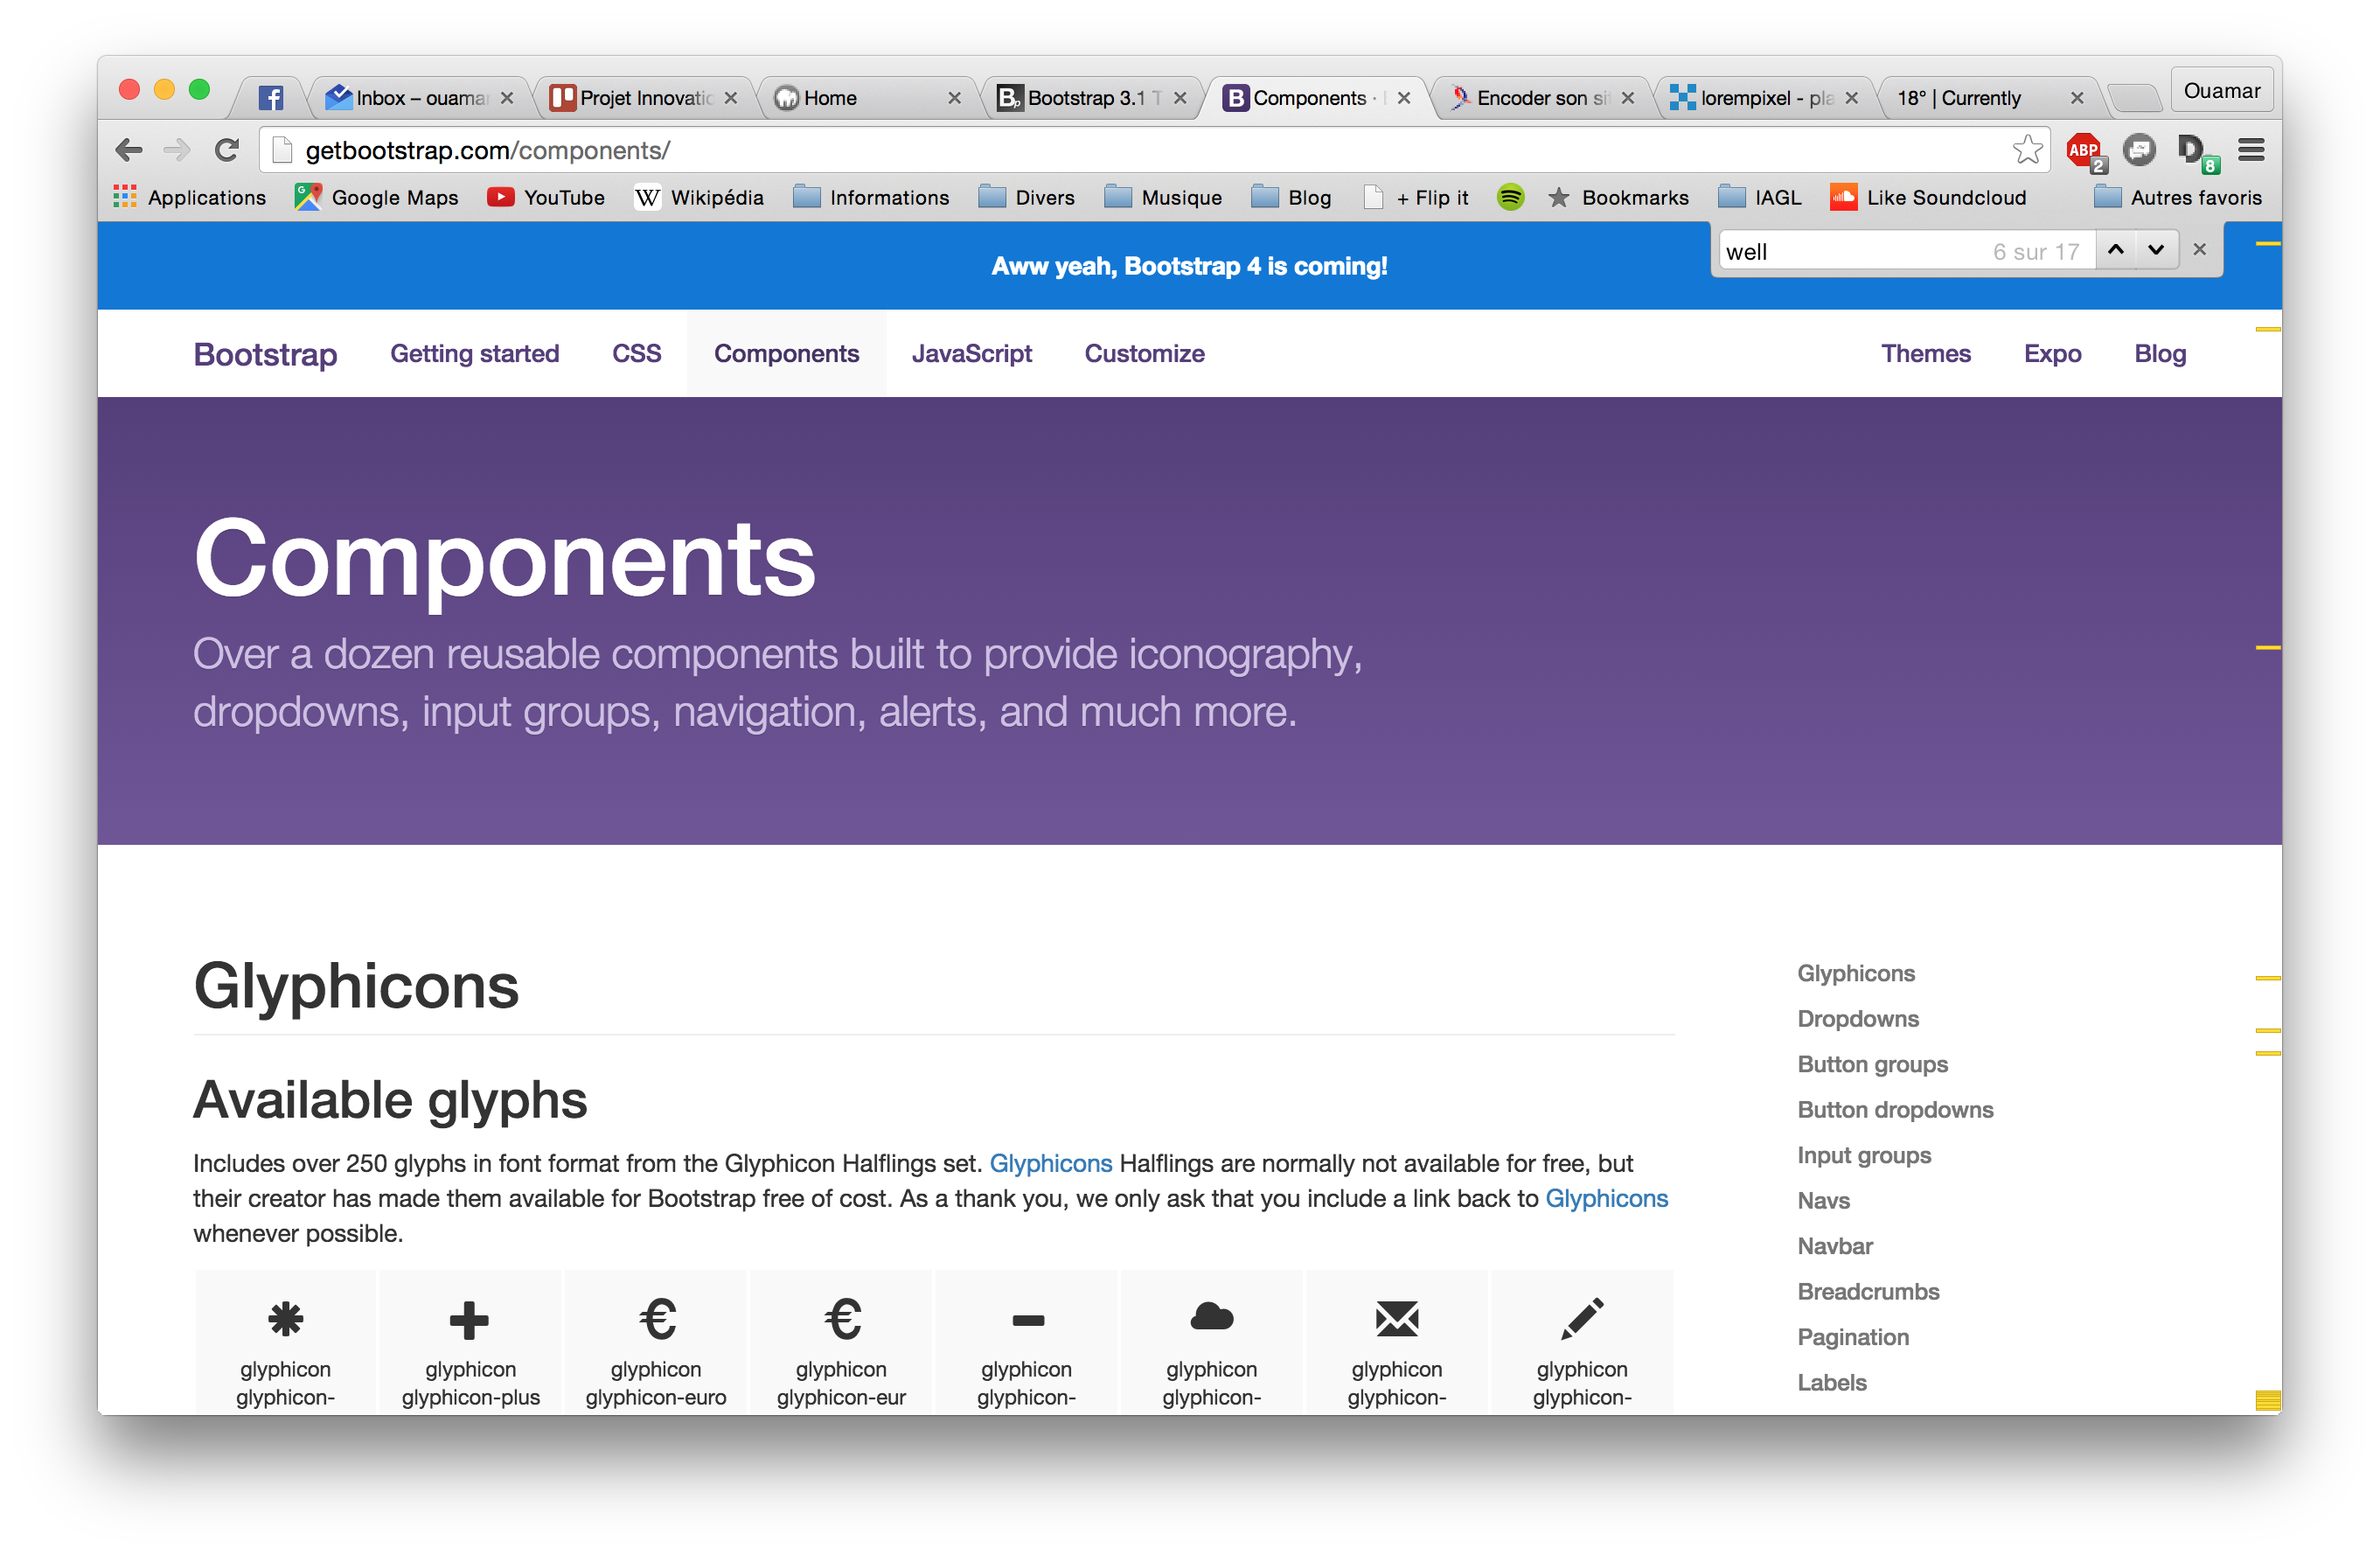 Inbox – ouama
Projet Innovatic
Home
Bootstrap 3.1 T
Components ·
Encoder son si
lorempixel - pla
18° | Currently
Ouamar
getbootstrap.com/components/
ABP
2
8
Applications
Google Maps
YouTube
W Wikipédia
Informations
Divers
Musique
Blog
+ Flip it
Bookmarks
IAGL
Like Soundcloud
Autres favoris
Aww yeah, Bootstrap 4 is coming!
well 6 sur 17
Bootstrap
Getting started
CSS
Components
JavaScript
Customize
Themes
Expo
Blog
Components
Over a dozen reusable components built to provide iconography,
dropdowns, input groups, navigation, alerts, and much more.
Glyphicons
Available glyphs
Includes over 250 glyphs in font format from the Glyphicon Halflings set. Glyphicons Halflings are normally not available for free, but
their creator has made them available for Bootstrap free of cost. As a thank you, we only ask that you include a link back to Glyphicons
whenever possible.
glyphicon
glyphicon-
glyphicon
glyphicon-plus
glyphicon
glyphicon-euro
glyphicon
glyphicon-eur
glyphicon
glyphicon-
glyphicon
glyphicon-
glyphicon
glyphicon-
glyphicon
glyphicon-
Glyphicons
Dropdowns
Button groups
Button dropdowns
Input groups
Navs
Navbar
Breadcrumbs
Pagination
Labels